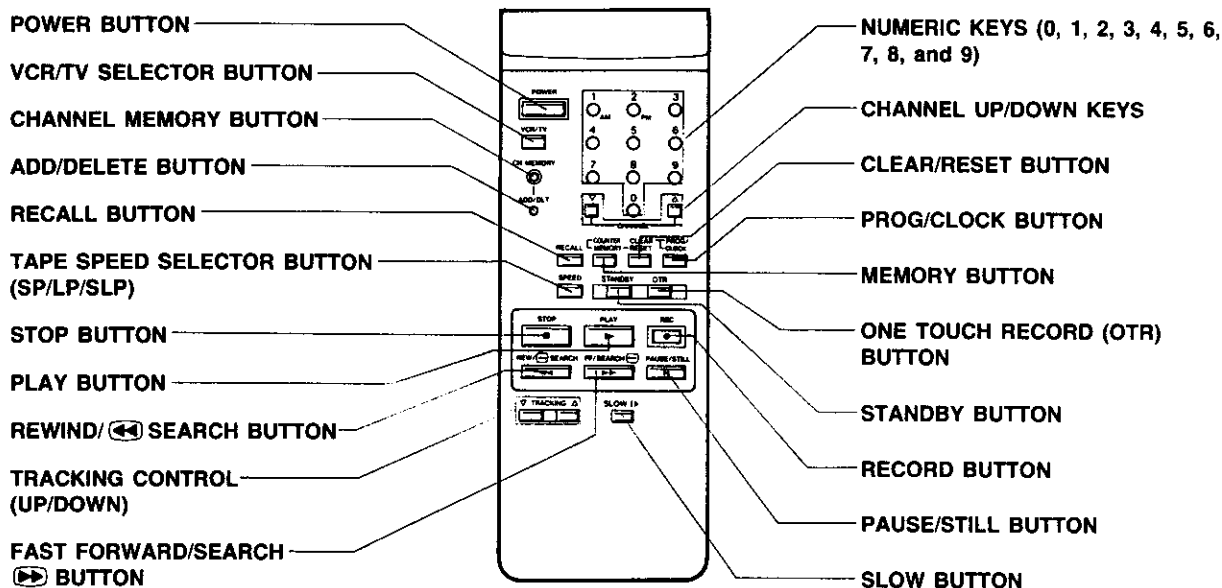 POWER BUTTON
VCR/TV SELECTOR BUTTON
CHANNEL MEMORY BUTTON
ADD/DELETE BUTTON
RECALL BUTTON
TAPE SPEED SELECTOR BUTTON
(SP/LP/SLP)
STOP BUTTON
PLAY BUTTON
REWIND/ ◀◀ SEARCH BUTTON
TRACKING CONTROL
(UP/DOWN)
FAST FORWARD/SEARCH
▶▶ BUTTON
POWER
1 2 3
AM PM
VCR/TV
4 5 6
CH MEMORY
7 8 9
ADD/DLT
▽ 0 △
CHANNEL
RECALL COUNTER MEMORY CLEAR RESET PROG/CLOCK
SPEED STANDBY OTR
STOP PLAY REC
REW/ SEARCH FF/SEARCH PAUSE/STILL
▽ TRACKING △ SLOW
NUMERIC KEYS (0, 1, 2, 3, 4, 5, 6,
7, 8, and 9)
CHANNEL UP/DOWN KEYS
CLEAR/RESET BUTTON
PROG/CLOCK BUTTON
MEMORY BUTTON
ONE TOUCH RECORD (OTR)
BUTTON
STANDBY BUTTON
RECORD BUTTON
PAUSE/STILL BUTTON
SLOW BUTTON